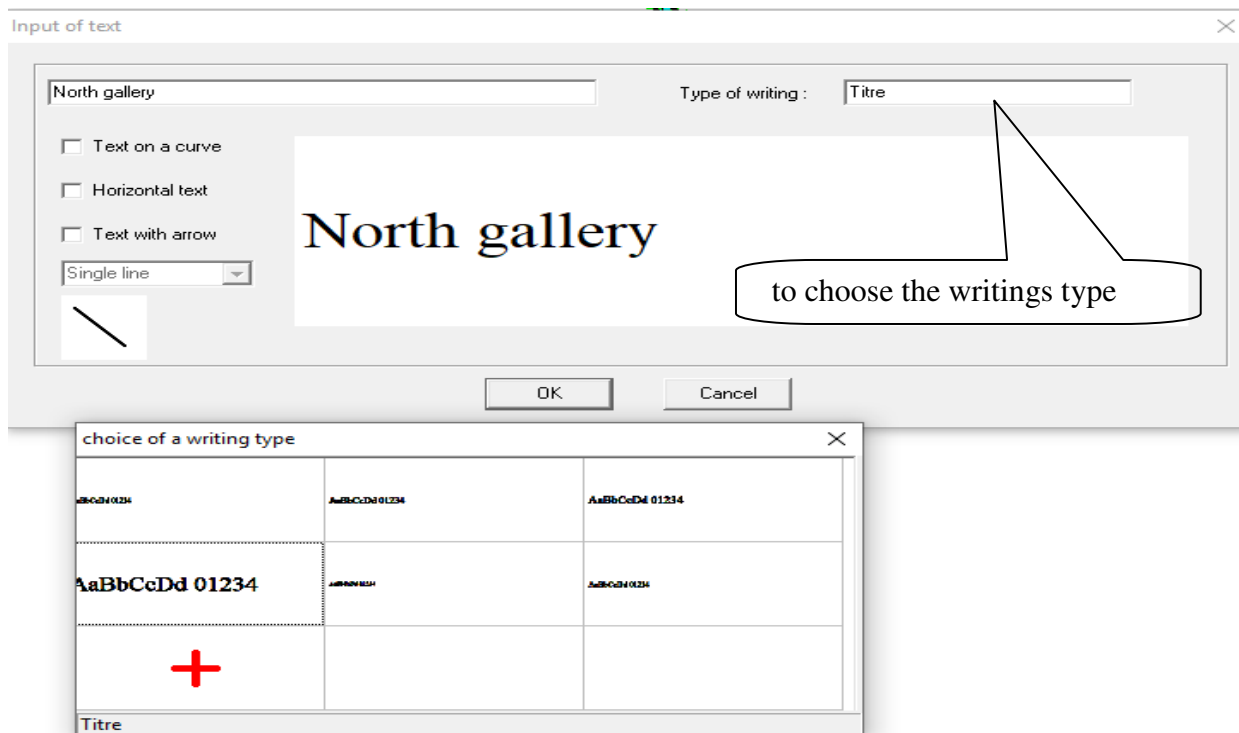 Input of text
North gallery
Type of writing :
Titre
Text on a curve
Horizontal text
Text with arrow
Single line
North gallery
to choose the writings type
OK
Cancel
choice of a writing type
AaBbCcDd 01234
AaBbCcDd 01234
AaBbCcDd 01234
AaBbCcDd 01234
Titre